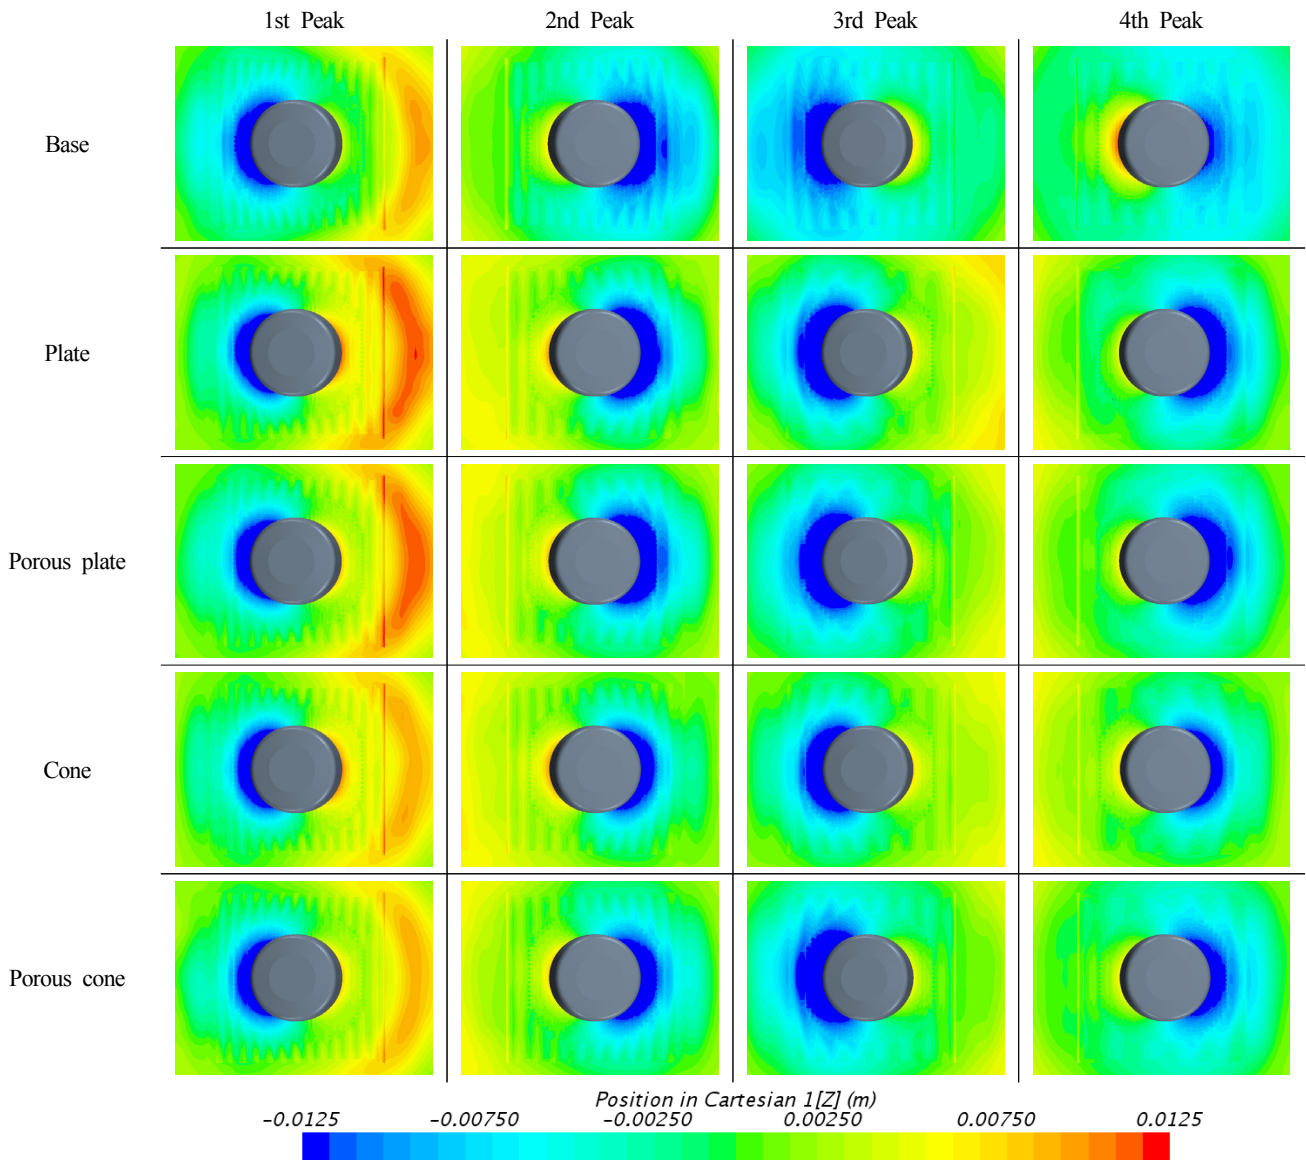 1st Peak 2nd Peak 3rd Peak 4th Peak
Base
Plate
Porous plate
Cone
Porous cone
Position in Cartesian 1[Z] (m)
-0.0125 -0.00750 -0.00250 0.00250 0.00750 0.0125